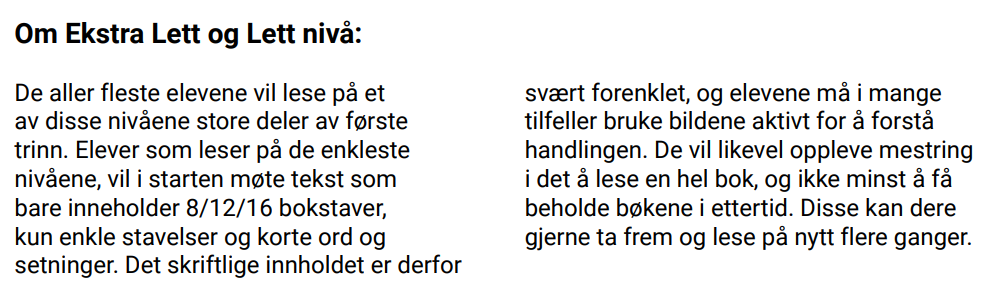 Om Ekstra Lett og Lett nivå:
De aller fleste elevene vil lese på et
av disse nivåene store deler av første
trinn. Elever som leser på de enkleste
nivåene, vil i starten møte tekst som
bare inneholder 8/12/16 bokstaver,
kun enkle stavelser og korte ord og
setninger. Det skriftlige innholdet er derfor
svært forenklet, og elevene må i mange
tilfeller bruke bildene aktivt for å forstå
handlingen. De vil likevel oppleve mestring
i det å lese en hel bok, og ikke minst å få
beholde bøkene i ettertid. Disse kan dere
gjerne ta frem og lese på nytt flere ganger.